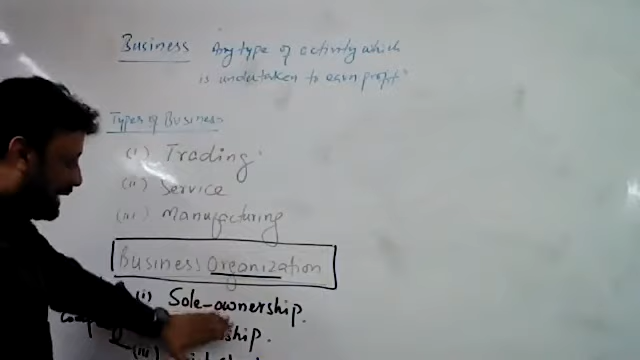 Business Any type of activity which
is undertaken to earn profit"
Types of Business
(i) Trading
(ii) Service
(iii) Manufacturing
Business Organization
(i) Sole-ownership.
ship.
(iii)